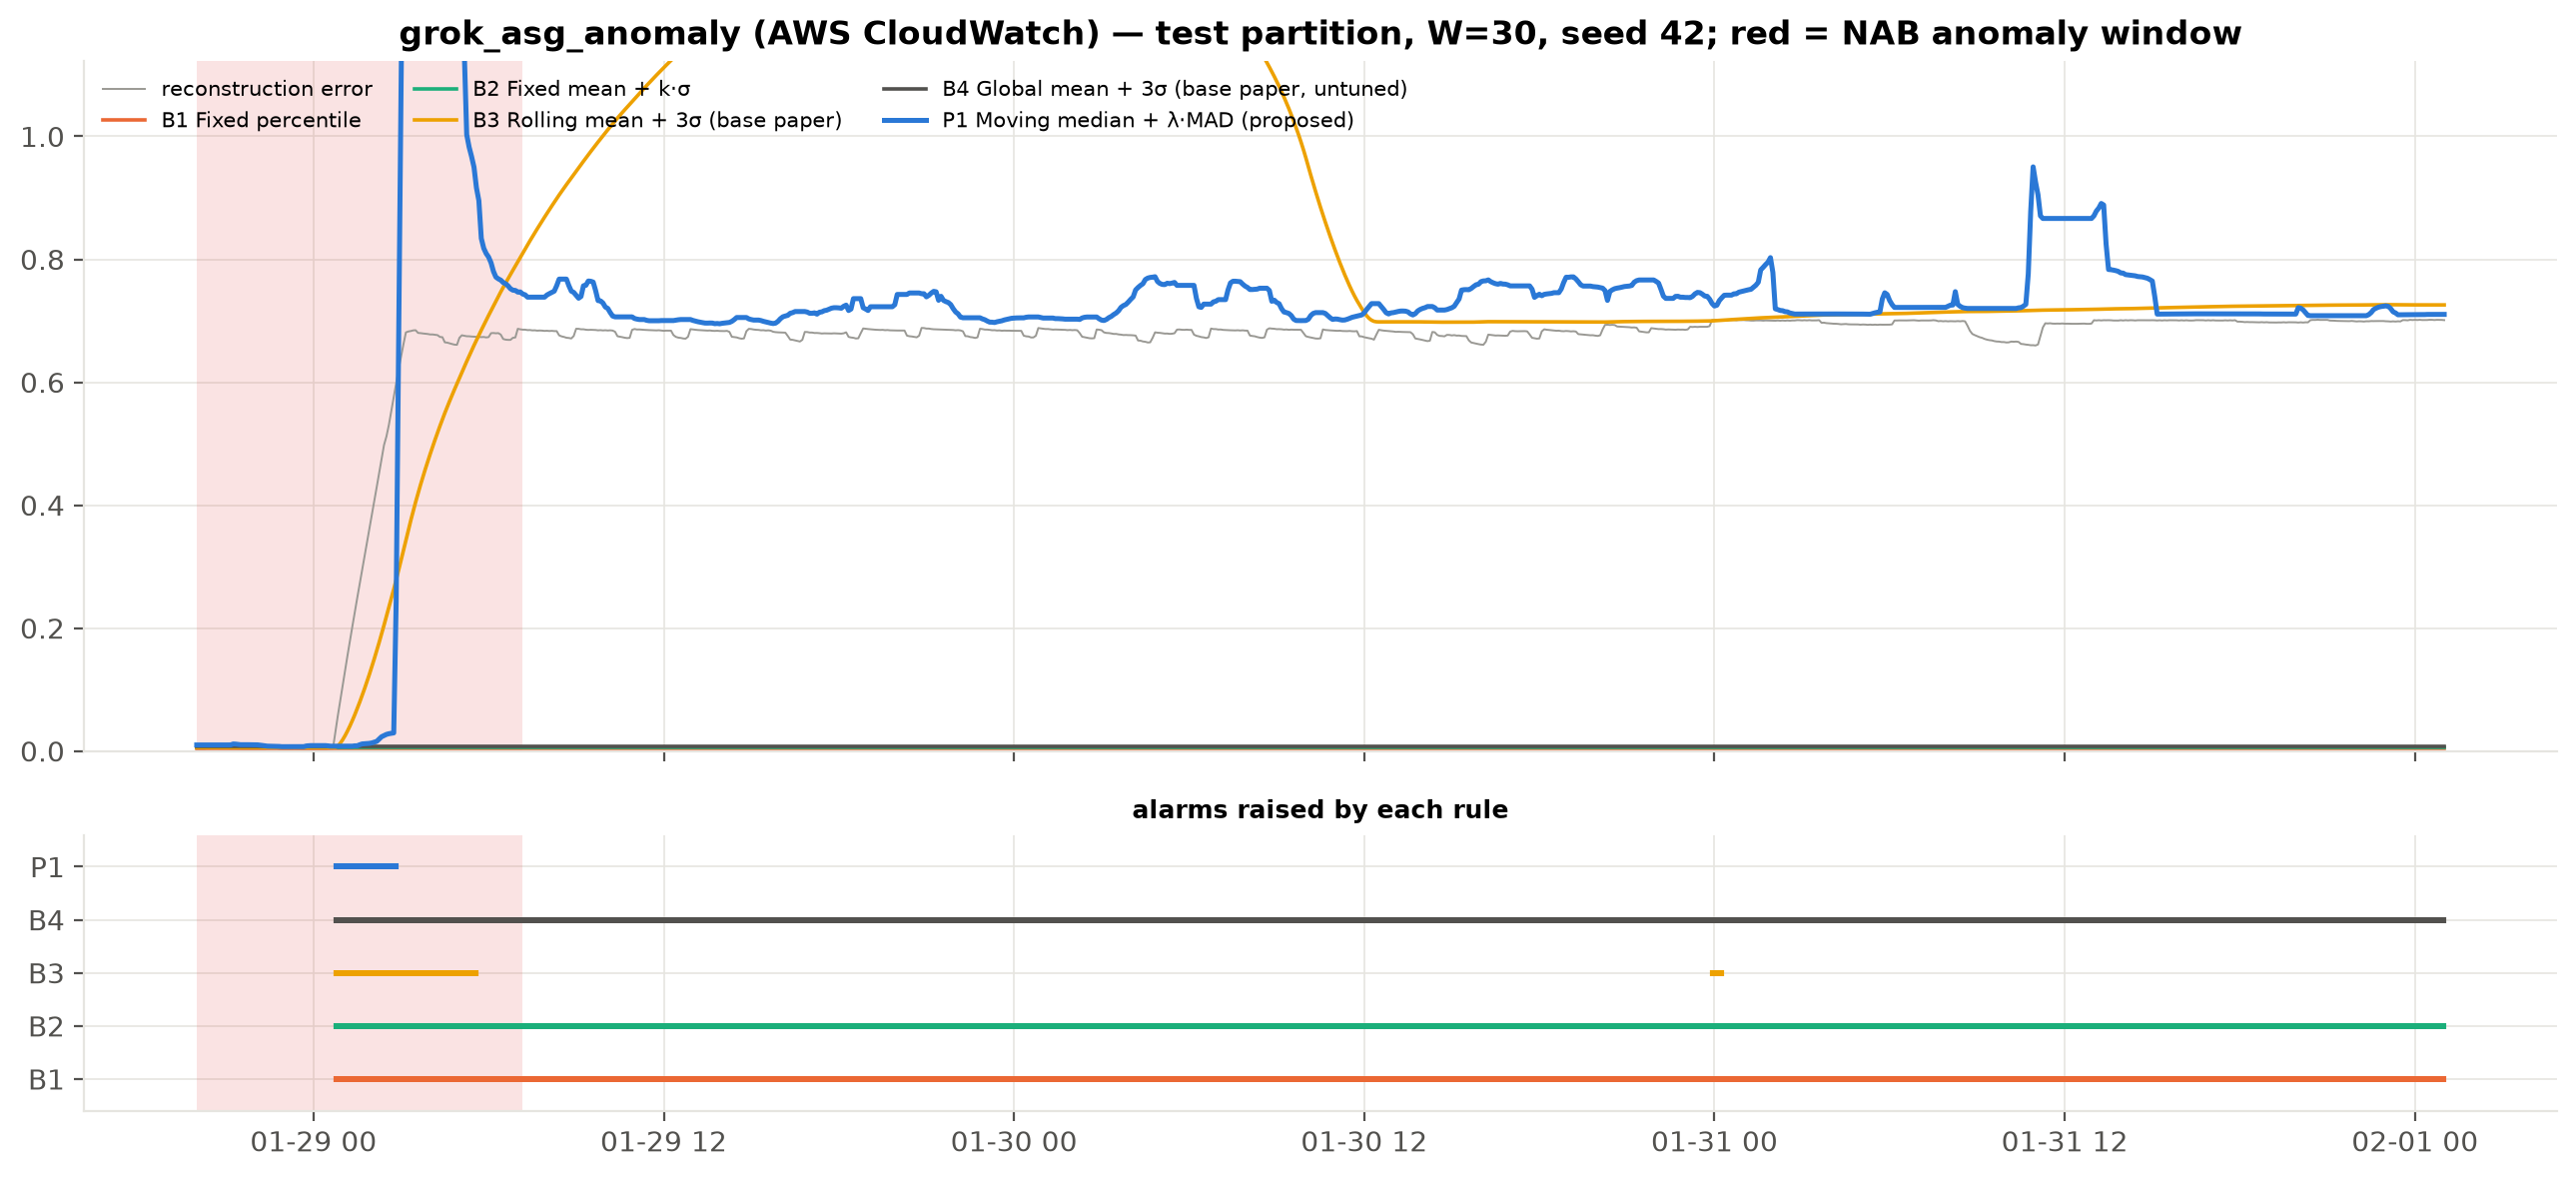 grok_asg_anomaly (AWS CloudWatch) — test partition, W=30, seed 42; red = NAB anomaly window
reconstruction error
B1 Fixed percentile
B2 Fixed mean + k·σ
B3 Rolling mean + 3σ (base paper)
B4 Global mean + 3σ (base paper, untuned)
P1 Moving median + λ·MAD (proposed)
1.0
0.8
0.6
0.4
0.2
0.0
alarms raised by each rule
P1
B4
B3
B2
B1
01-29 00
01-29 12
01-30 00
01-30 12
01-31 00
01-31 12
02-01 00